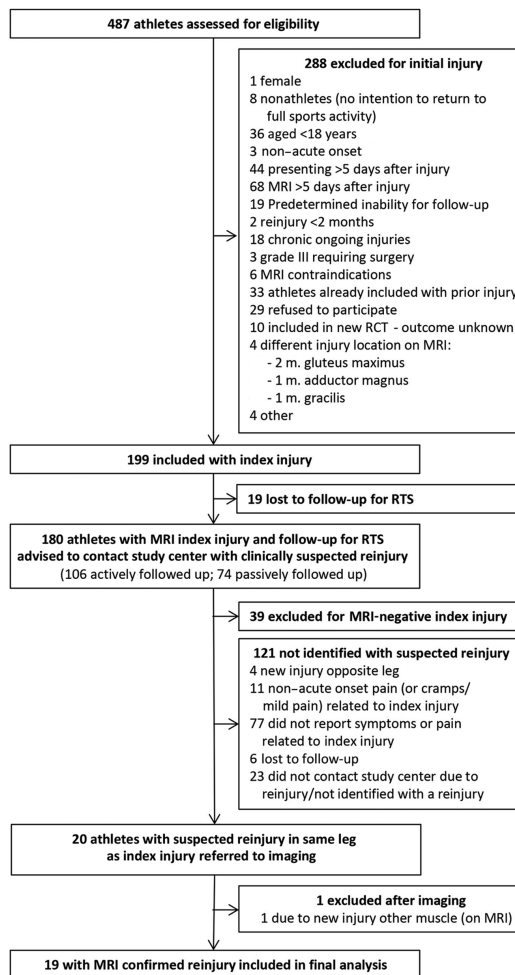 487 athletes assessed for eligibility
288 excluded for initial injury
1 female
8 nonathletes (no intention to return to
full sports activity)
36 aged <18 years
3 non–acute onset
44 presenting >5 days after injury
68 MRI >5 days after injury
19 Predetermined inability for follow-up
2 reinjury <2 months
18 chronic ongoing injuries
3 grade III requiring surgery
6 MRI contraindications
33 athletes already included with prior injury
29 refused to participate
10 included in new RCT - outcome unknown
4 different injury location on MRI:
- 2 m. gluteus maximus
- 1 m. adductor magnus
- 1 m. gracilis
4 other
199 included with index injury
19 lost to follow-up for RTS
180 athletes with MRI index injury and follow-up for RTS
advised to contact study center with clinically suspected reinjury
(106 actively followed up; 74 passively followed up)
39 excluded for MRI-negative index injury
121 not identified with suspected reinjury
4 new injury opposite leg
11 non–acute onset pain (or cramps/
mild pain) related to index injury
77 did not report symptoms or pain
related to index injury
6 lost to follow-up
23 did not contact study center due to
reinjury/not identified with a reinjury
20 athletes with suspected reinjury in same leg
as index injury referred to imaging
1 excluded after imaging
1 due to new injury other muscle (on MRI)
19 with MRI confirmed reinjury included in final analysis